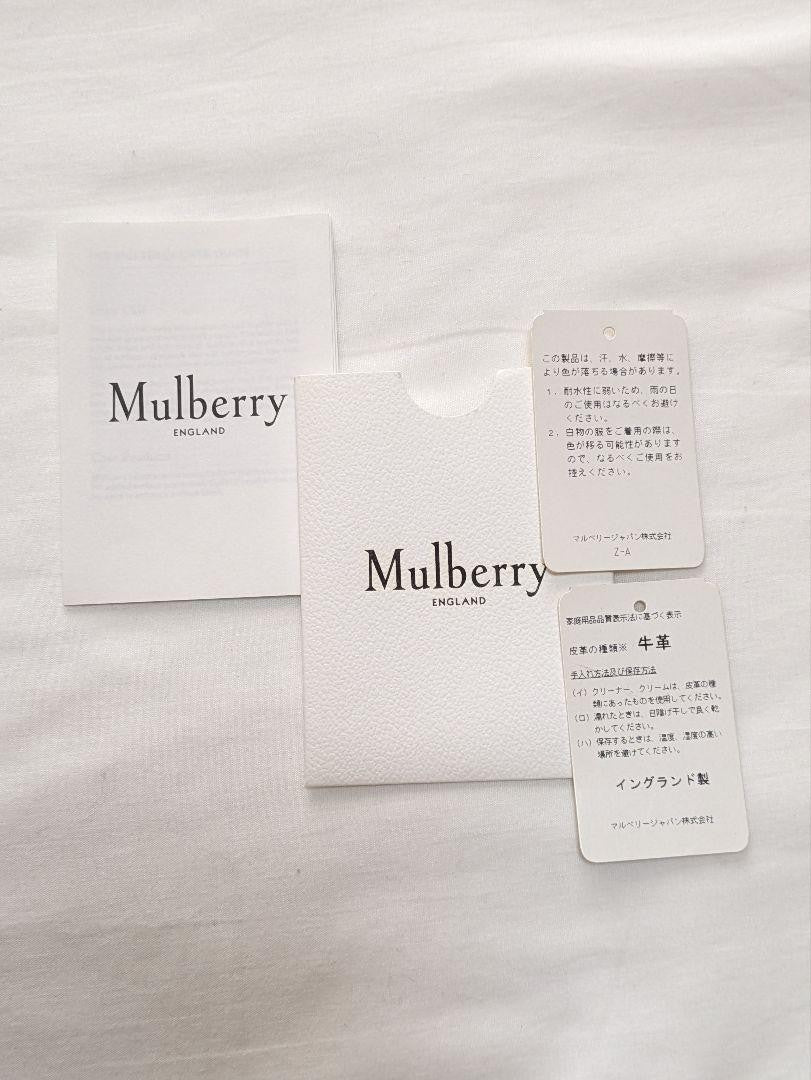 Mulberry
ENGLAND
Mulberry
ENGLAND
この製品は、汗、水、摩擦等に
より色が落ちる場合があります。
1. 耐水性に弱いため、雨の日
のご使用はなるべくお避け
ください。
2. 白物の服をご着用の際は、
色が移る可能性があります
ので、なるべくご使用をお
控えください。
マルベリージャパン株式会社
Z-A
家庭用品品質表示法に基づく表示
皮革の種類※ 牛革
手入れ方法及び保存方法
(イ) クリーナー、クリームは、皮革の種
類にあったものを使用してください。
(ロ) 濡れたときは、日陰げ干しで良く乾
かしてください。
(ハ) 保存するときは、温度、湿度の高い
場所を避けてください。
イングランド製
マルベリージャパン株式会社